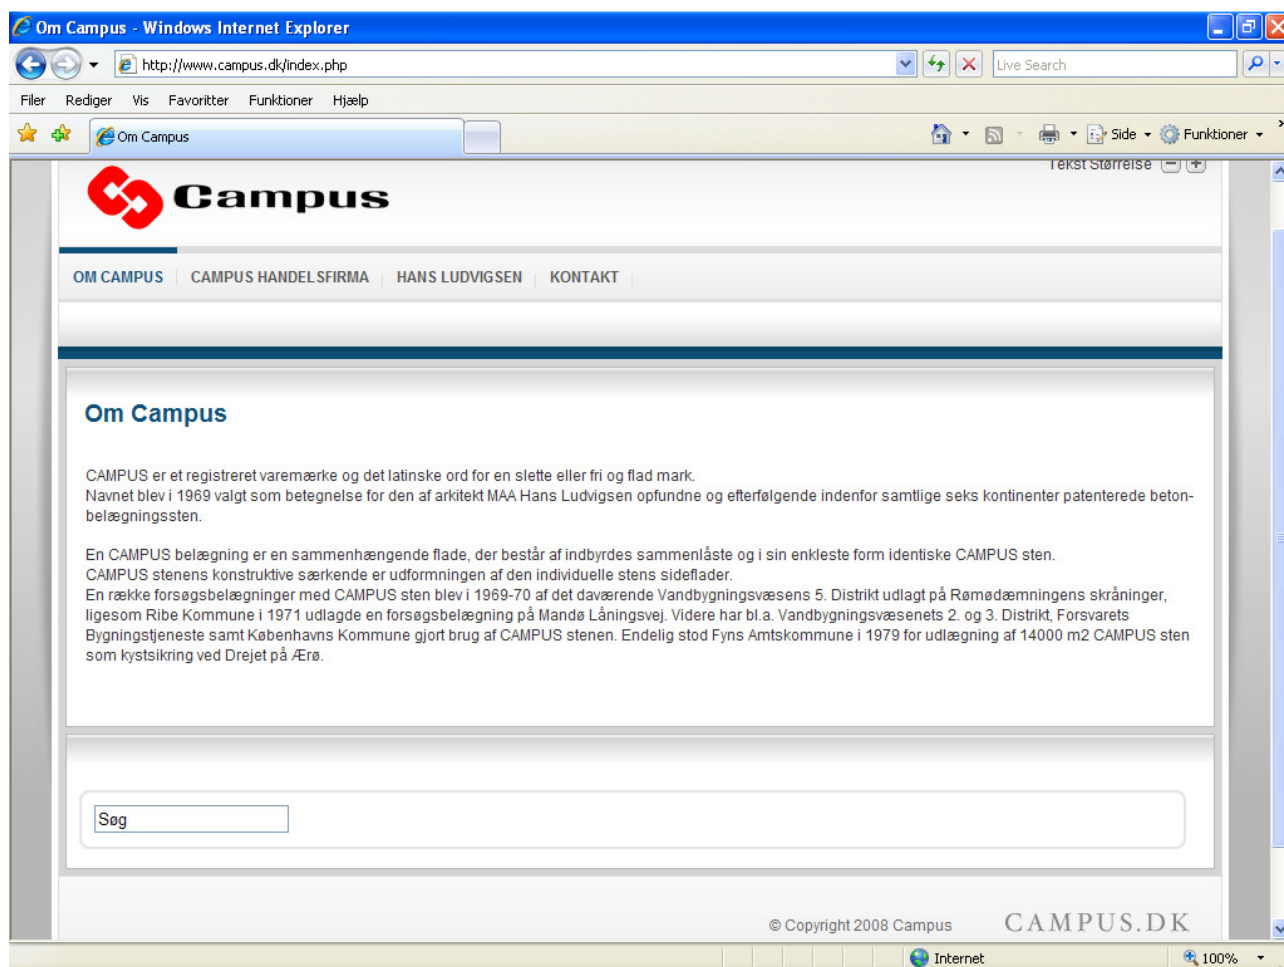 Om Campus - Windows Internet Explorer
http://www.campus.dk/index.php
Live Search
Filer Rediger Vis Favoritter Funktioner Hjælp
Om Campus
Side Funktioner
Tekst Størrelse
Campus
OM CAMPUS CAMPUS HANDELSFIRMA HANS LUDVIGSEN KONTAKT
Om Campus
CAMPUS er et registreret varemærke og det latinske ord for en slette eller fri og flad mark.
Navnet blev i 1969 valgt som betegnelse for den af arkitekt MAA Hans Ludvigsen opfundne og efterfølgende indenfor samtlige seks kontinenter patenterede beton-
belægningssten.
En CAMPUS belægning er en sammenhængende flade, der består af indbyrdes sammenlåste og i sin enkleste form identiske CAMPUS sten.
CAMPUS stenens konstruktive særkende er udformningen af den individuelle stens sideflader.
En række forsøgsbelægninger med CAMPUS sten blev i 1969-70 af det daværende Vandbygningsvæsens 5. Distrikt udlagt på Rømødæmningens skråninger,
ligesom Ribe Kommune i 1971 udlagde en forsøgsbelægning på Mandø Låningsvej. Videre har bl.a. Vandbygningsvæsenets 2. og 3. Distrikt, Forsvarets
Bygningstjeneste samt Københavns Kommune gjort brug af CAMPUS stenen. Endelig stod Fyns Amtskommune i 1979 for udlægning af 14000 m2 CAMPUS sten
som kystsikring ved Drejet på Ærø.
Søg
© Copyright 2008 Campus CAMPUS.DK
Internet 100%